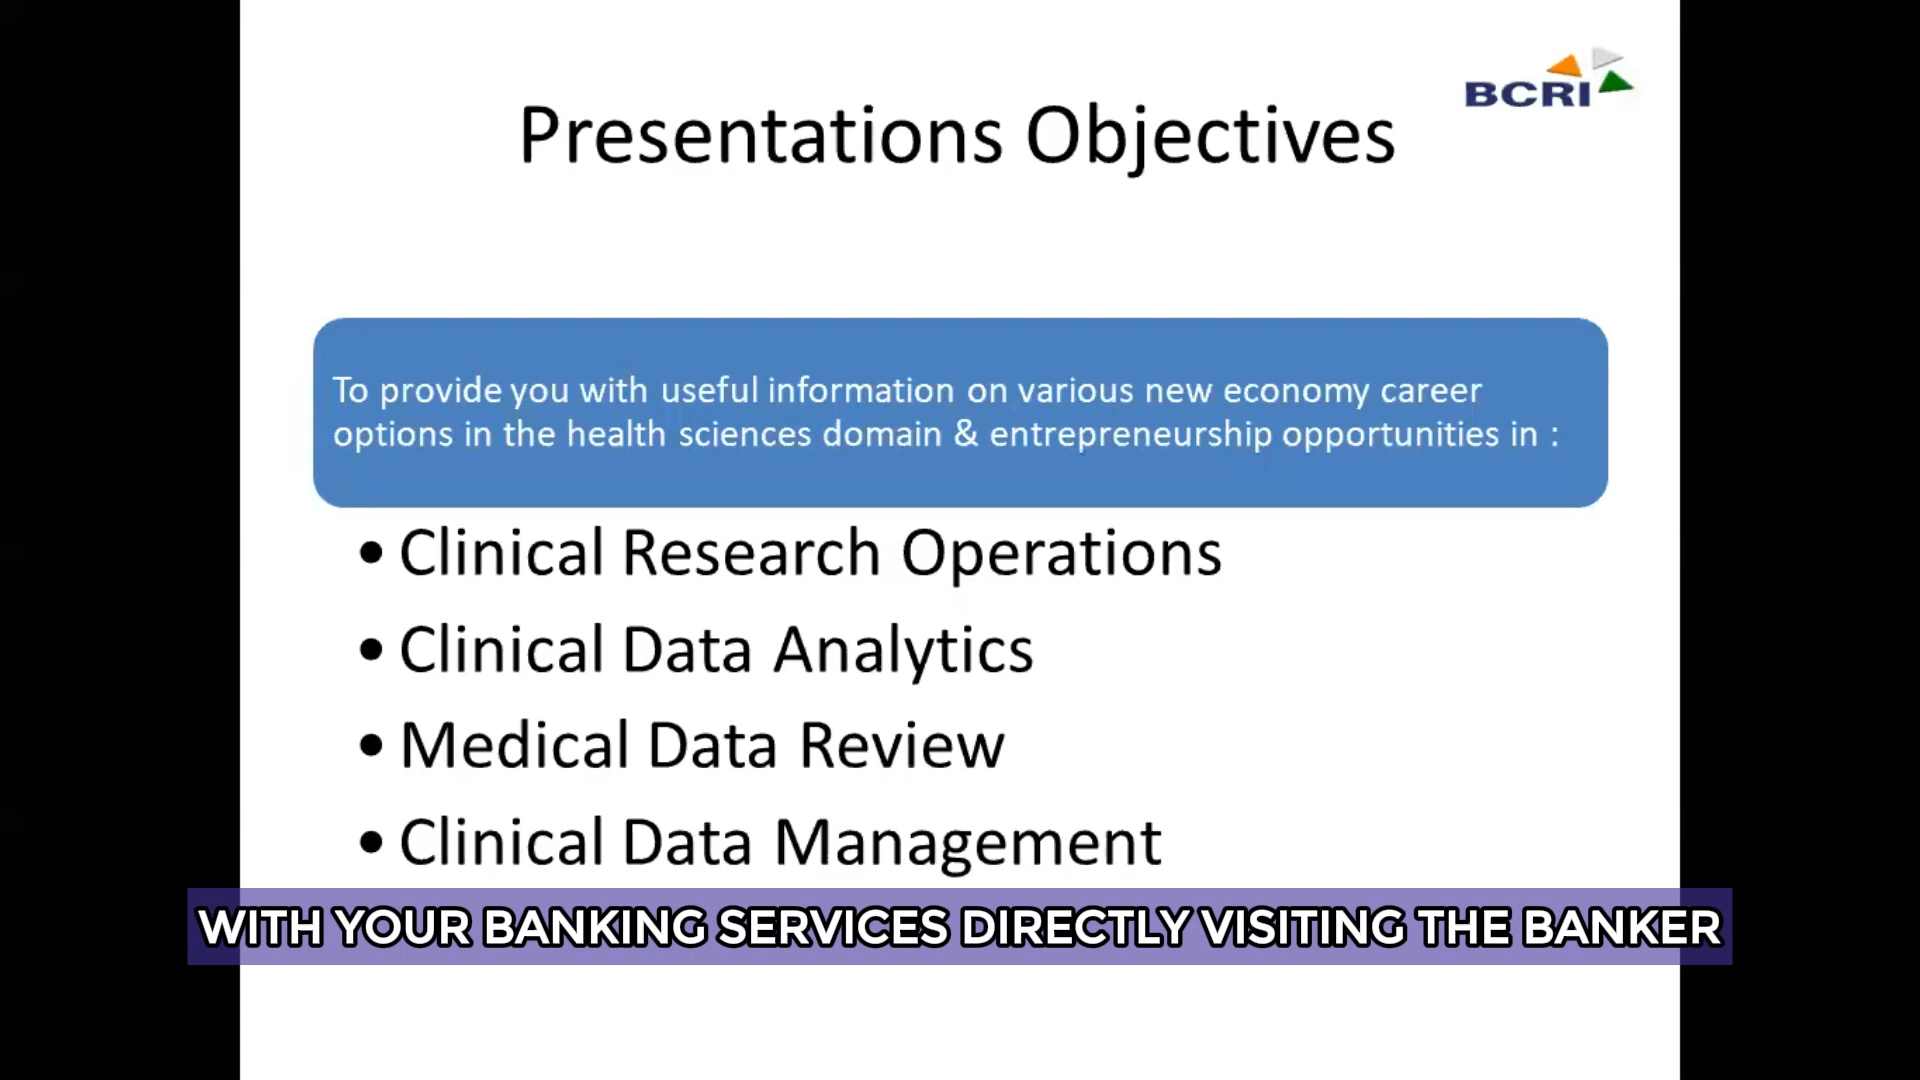 BCRI
Presentations Objectives
To provide you with useful information on various new economy career
options in the health sciences domain & entrepreneurship opportunities in :
• Clinical Research Operations
• Clinical Data Analytics
• Medical Data Review
• Clinical Data Management
WITH YOUR BANKING SERVICES DIRECTLY VISITING THE BANKER